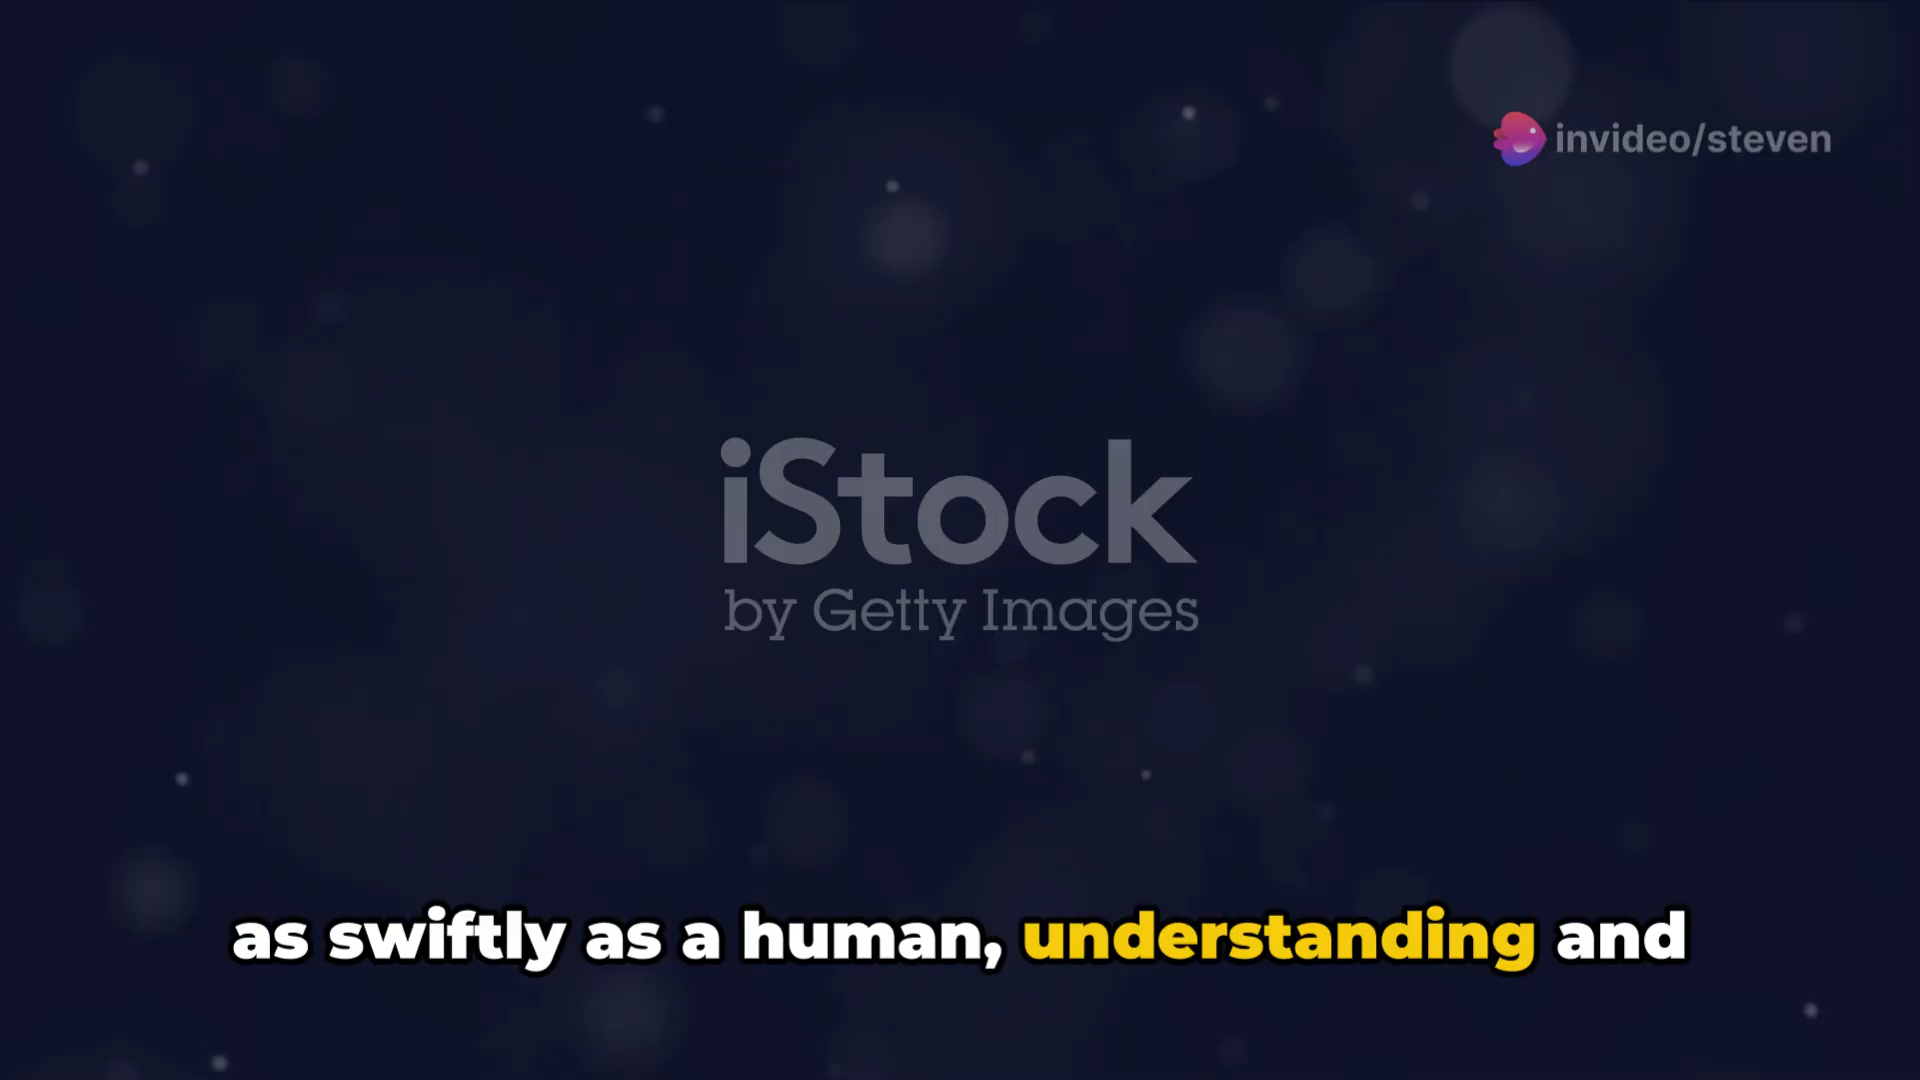 invideo/steven
iStock
by Getty Images
as swiftly as a human, understanding and